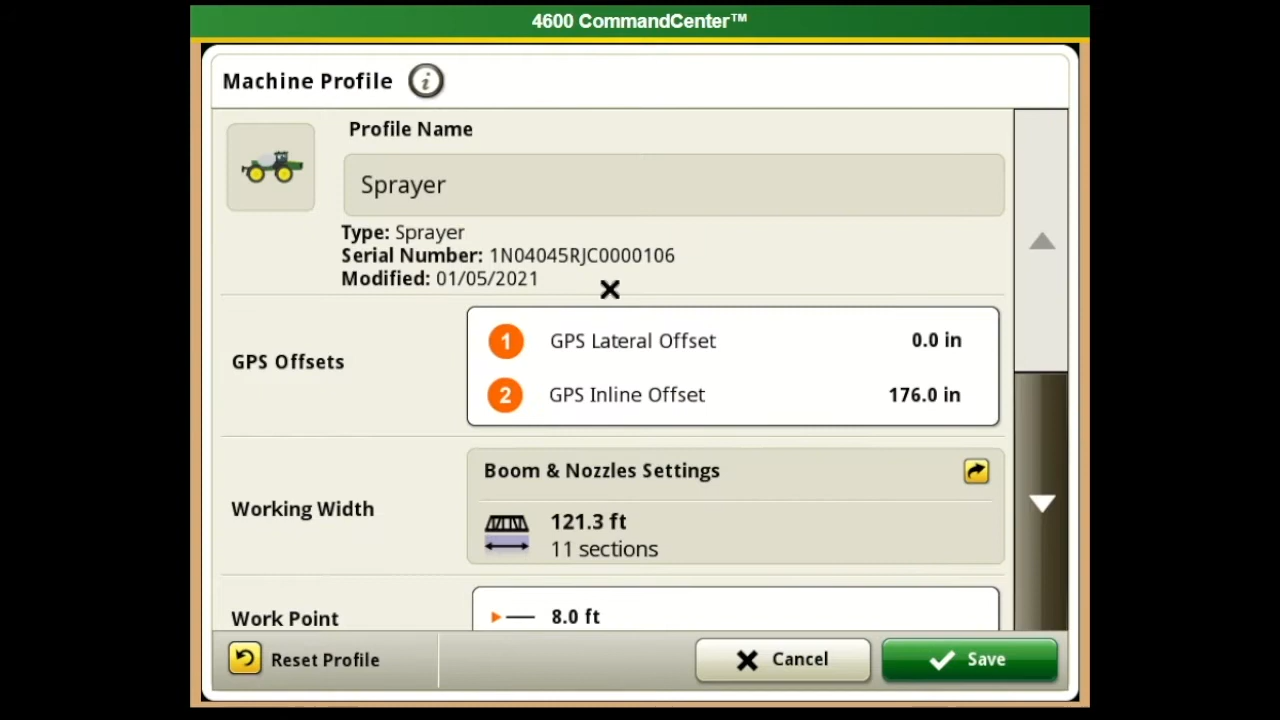 4600 CommandCenter™
Machine Profile i
Profile Name
Sprayer
Type: Sprayer
Serial Number: 1N04045RJC0000106
Modified: 01/05/2021
GPS Offsets
1 GPS Lateral Offset 0.0 in
2 GPS Inline Offset 176.0 in
Working Width
Boom & Nozzles Settings
121.3 ft
11 sections
Work Point
8.0 ft
Reset Profile
Cancel
Save